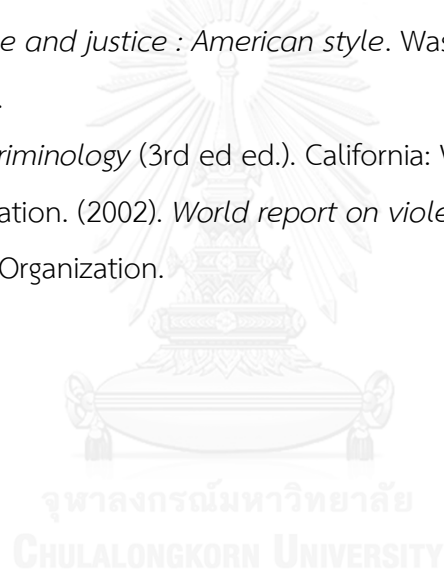 e and justice : American style. Was
.
riminology (3rd ed ed.). California: V
ation. (2002). World report on viole
Organization.
จุฬาลงกรณ์มหาวิทยาลัย
CHULALONGKORN UNIVERSITY